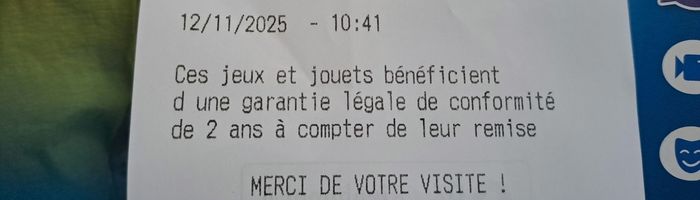 12/11/2025 - 10:41
Ces jeux et jouets bénéficient
d une garantie légale de conformité
de 2 ans à compter de leur remise
MERCI DE VOTRE VISITE !